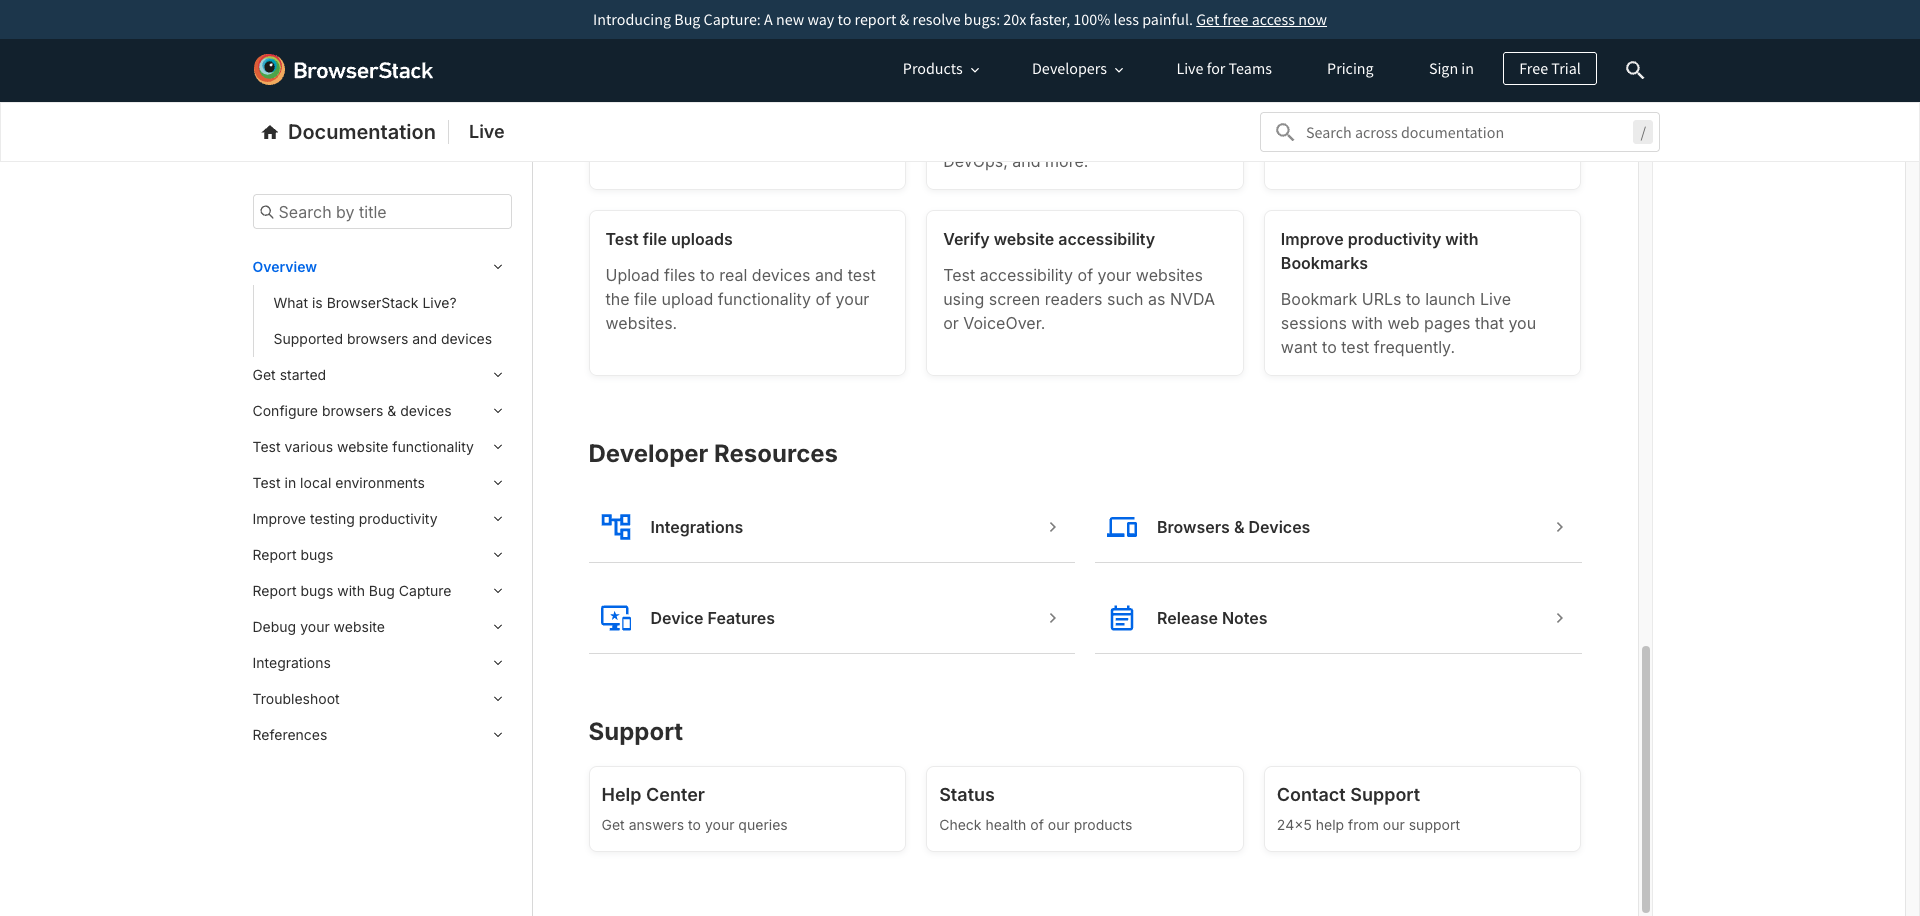 Introducing Bug Capture: A new way to report & resolve bugs: 20x faster, 100% less painful. Get free access now
BrowserStack
Products
Developers
Live for Teams
Pricing
Sign in
Free Trial
Documentation
Live
Search across documentation
/
Search by title
Overview
What is BrowserStack Live?
Supported browsers and devices
Get started
Configure browsers & devices
Test various website functionality
Test in local environments
Improve testing productivity
Report bugs
Report bugs with Bug Capture
Debug your website
Integrations
Troubleshoot
References
DevOps, and more.
Test file uploads
Upload files to real devices and test
the file upload functionality of your
websites.
Verify website accessibility
Test accessibility of your websites
using screen readers such as NVDA
or VoiceOver.
Improve productivity with
Bookmarks
Bookmark URLs to launch Live
sessions with web pages that you
want to test frequently.
Developer Resources
Integrations
Browsers & Devices
Device Features
Release Notes
Support
Help Center
Get answers to your queries
Status
Check health of our products
Contact Support
24×5 help from our support